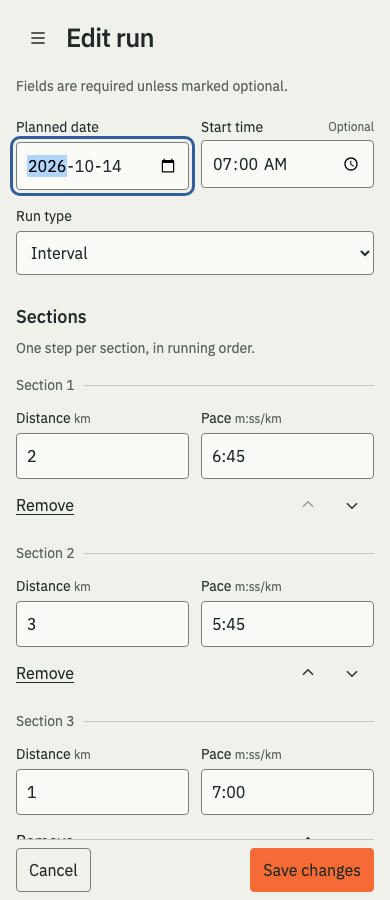 Edit run
Fields are required unless marked optional.
Planned date
Start time Optional
2026-10-14
07:00 AM
Run type
Interval
Sections
One step per section, in running order.
Section 1
Distance km
Pace m:ss/km
2
6:45
Remove
Section 2
Distance km
Pace m:ss/km
3
5:45
Remove
Section 3
Distance km
Pace m:ss/km
1
7:00
Remove
Cancel
Save changes